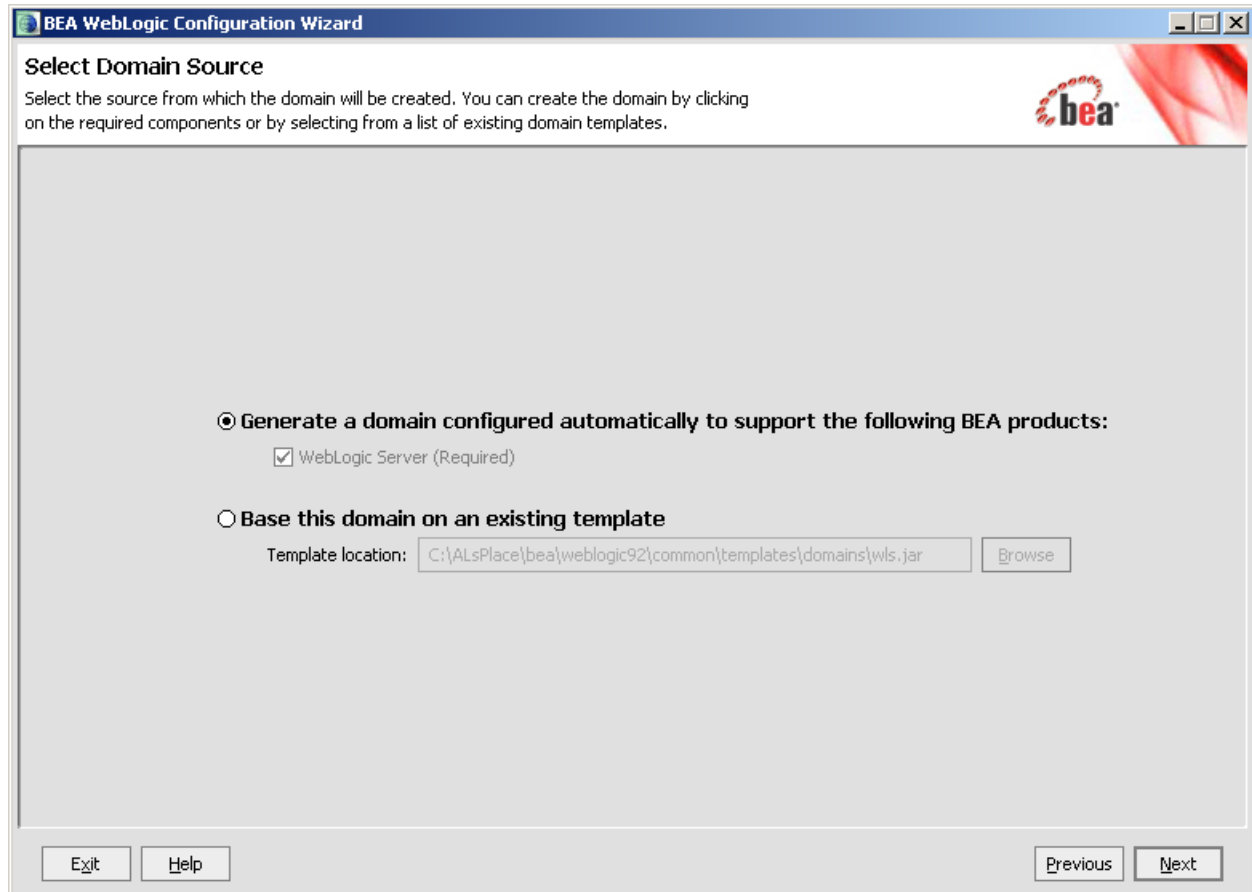 BEA WebLogic Configuration Wizard
Select Domain Source
Select the source from which the domain will be created. You can create the domain by clicking
on the required components or by selecting from a list of existing domain templates.
bea
Generate a domain configured automatically to support the following BEA products:
WebLogic Server (Required)
Base this domain on an existing template
Template location: C:\ALsPlace\bea\weblogic92\common\templates\domains\wls.jar Browse
Exit Help Previous Next